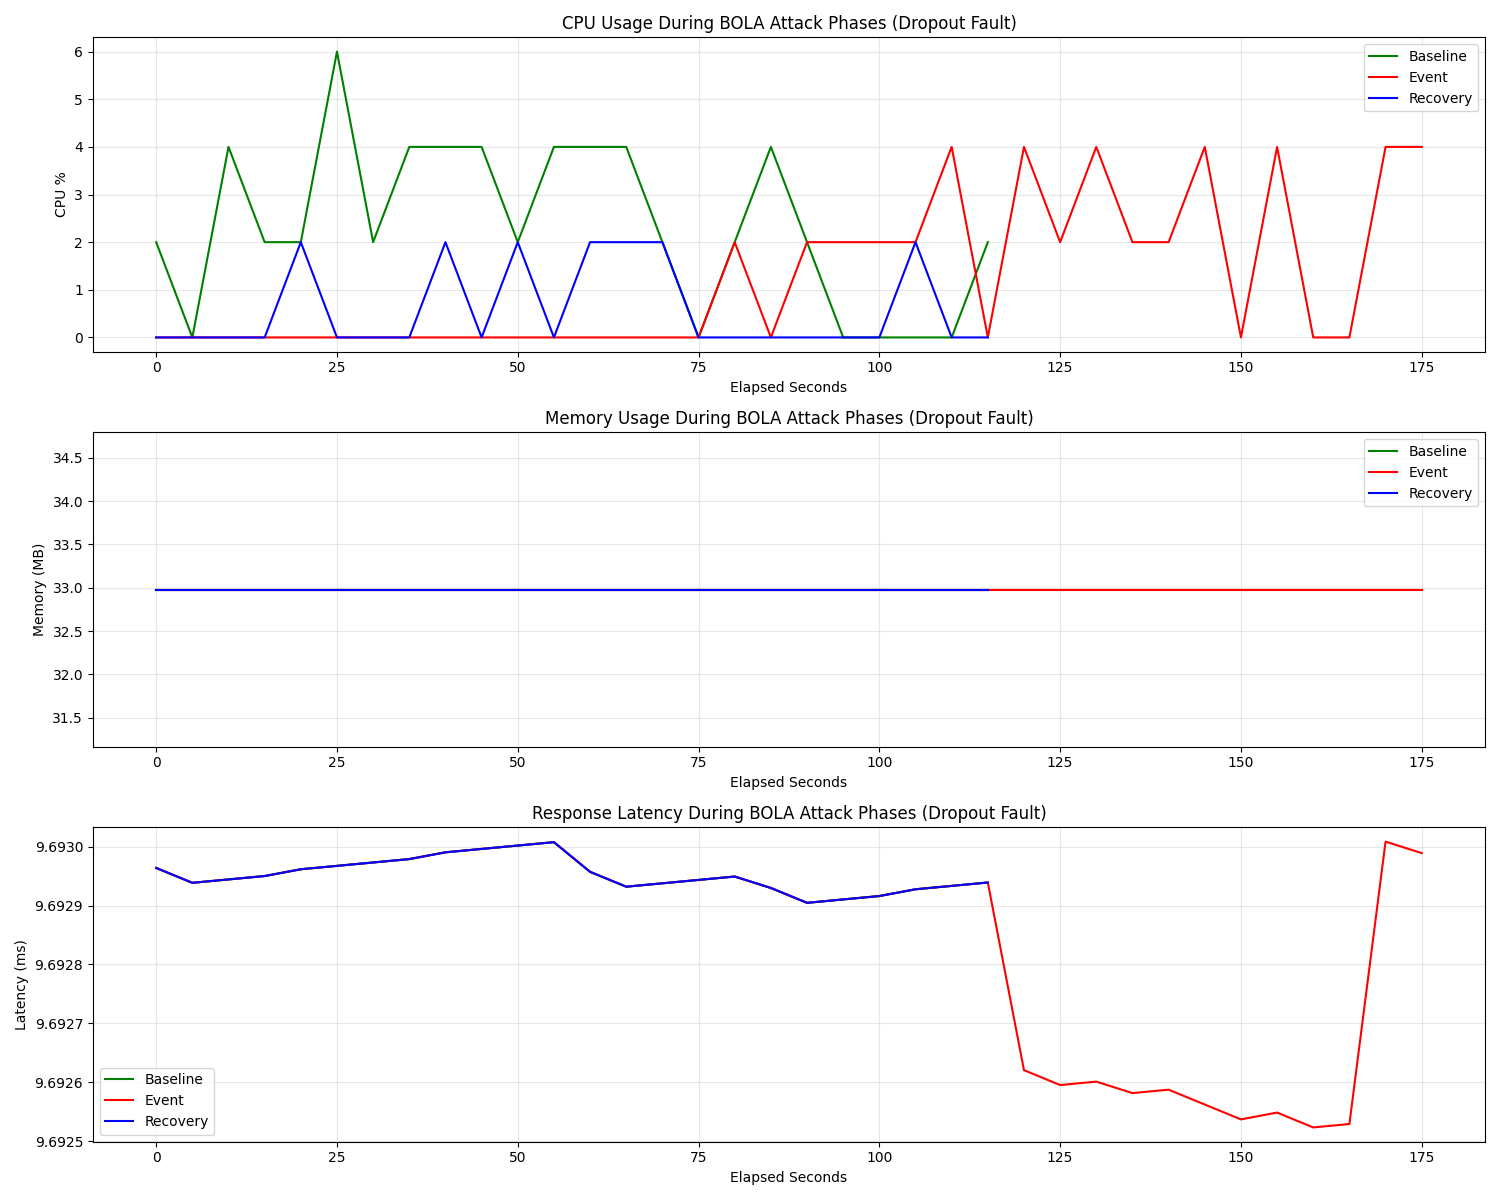 CPU Usage During BOLA Attack Phases (Dropout Fault)
6
5
4
3
2
1
0
CPU %
Baseline
Event
Recovery
0 25 50 75 100 125 150 175
Elapsed Seconds
Memory Usage During BOLA Attack Phases (Dropout Fault)
34.5
34.0
33.5
33.0
32.5
32.0
31.5
Memory (MB)
Baseline
Event
Recovery
0 25 50 75 100 125 150 175
Elapsed Seconds
Response Latency During BOLA Attack Phases (Dropout Fault)
9.6930
9.6929
9.6928
9.6927
9.6926
9.6925
Latency (ms)
Baseline
Event
Recovery
0 25 50 75 100 125 150 175
Elapsed Seconds